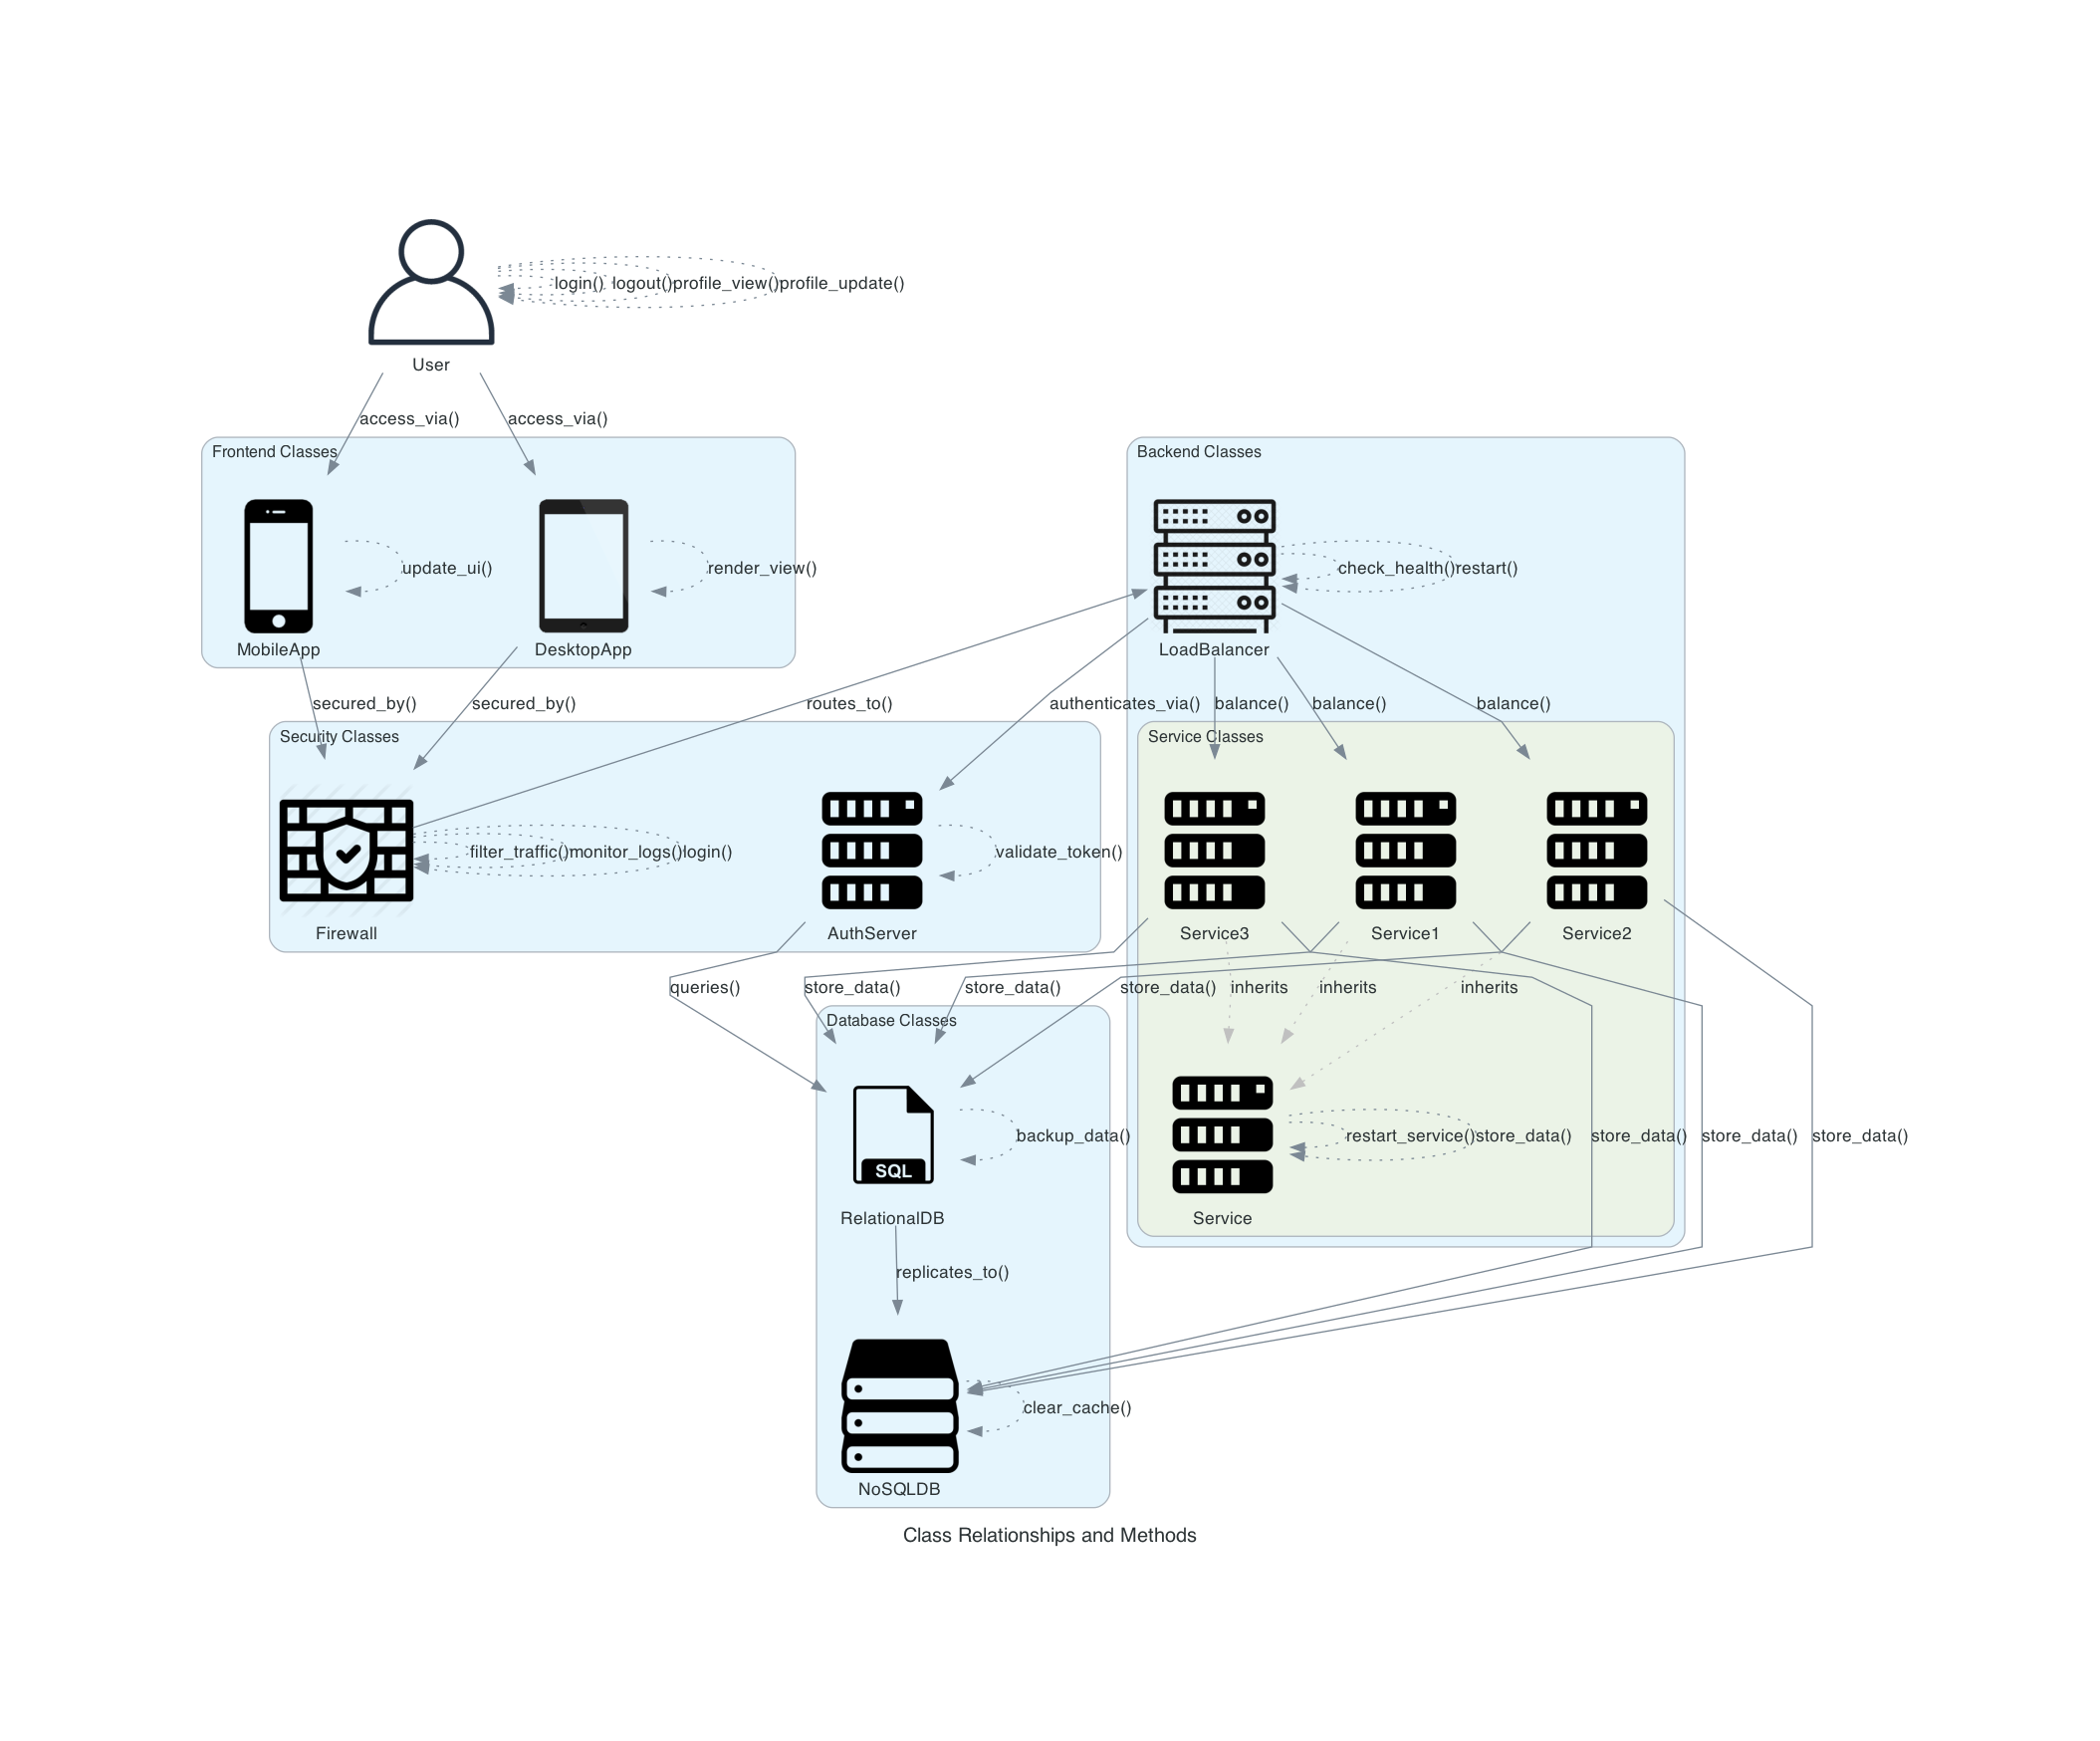 login() logout()profile_view()profile_update()
User
access_via() access_via()
Frontend Classes
Backend Classes
update_ui() render_view()
check_health()restart()
MobileApp DesktopApp
LoadBalancer
secured_by() secured_by() routes_to() authenticates_via() balance() balance() balance()
Security Classes
Service Classes
filter_traffic()monitor_logs()login()
validate_token()
Firewall AuthServer Service3 Service1 Service2
queries() store_data() store_data() store_data() inherits inherits inherits
Database Classes
backup_data()
restart_service()store_data() store_data() store_data() store_data()
SQL
RelationalDB Service
replicates_to()
clear_cache()
NoSQLDB
Class Relationships and Methods